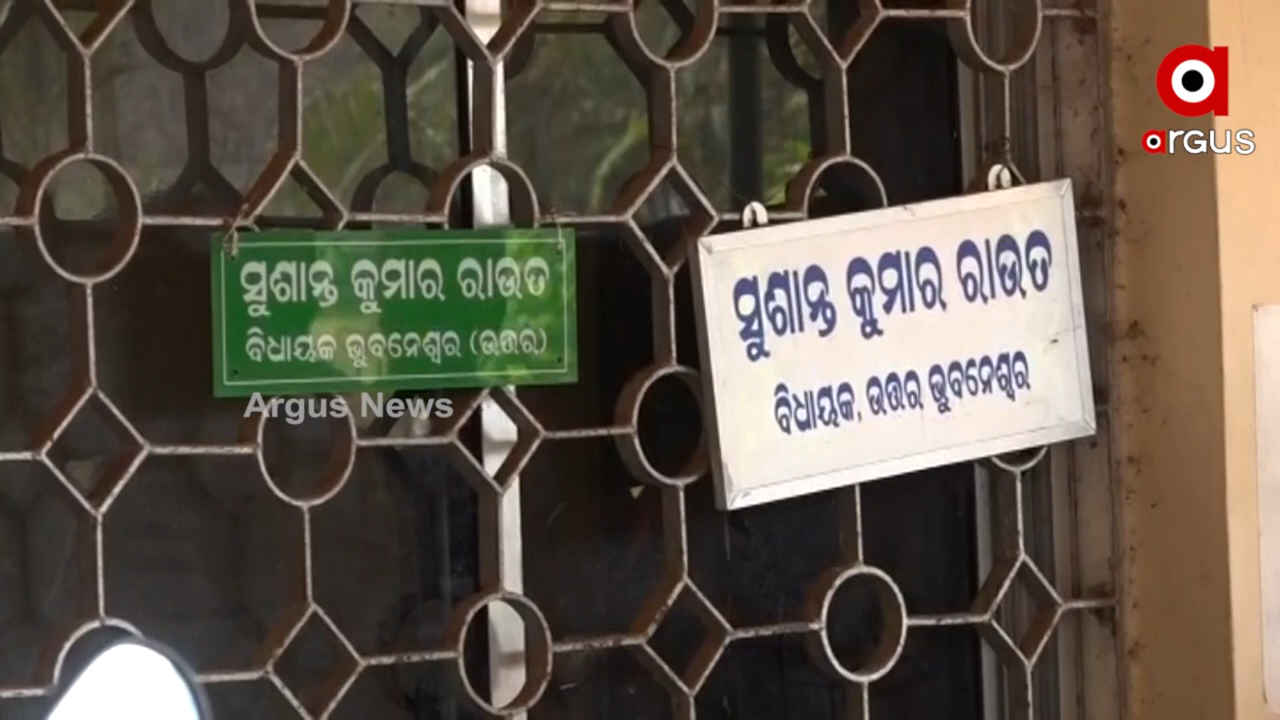 ସୁଶାନ୍ତ କୁମାର ରାଉତ
ବିଧାୟକ ଭୁବନେଶ୍ୱର (ଉତ୍ତର)
Argus News
ସୁଶାନ୍ତ କୁମାର ରାଉତ
ବିଧାୟକ, ଉତ୍ତର ଭୁବନେଶ୍ୱର
argus